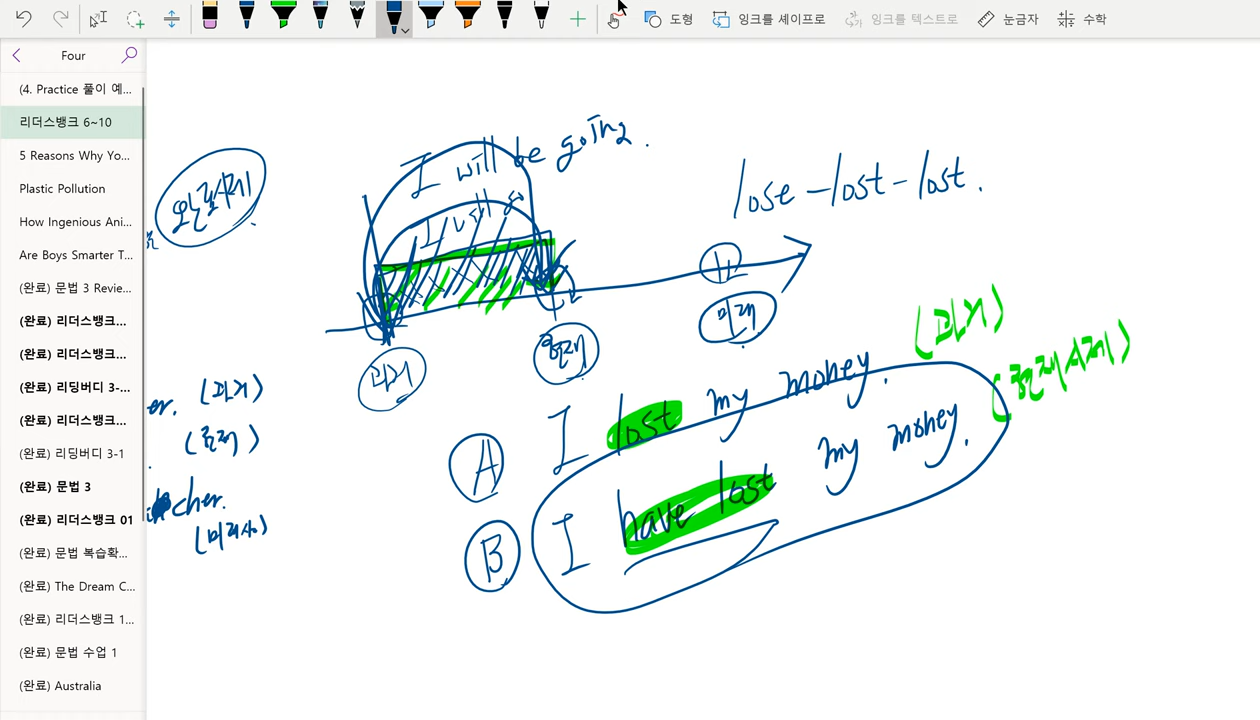 도형
잉크를 셰이프로
잉크를 텍스트로
눈금자
수학
Four
(4. Practice 풀이 예...
리더스뱅크 6~10
5 Reasons Why Yo...
Plastic Pollution
How Ingenious Ani...
Are Boys Smarter T...
(완료) 문법 3 Revie...
(완료) 리더스뱅크...
(완료) 리더스뱅크...
(완료) 리딩버디 3-...
(완료) 리더스뱅크...
(완료) 리딩버디 3-1
(완료) 문법 3
(완료) 리더스뱅크 01
(완료) 문법 복습확...
(완료) The Dream C...
(완료) 리더스뱅크 1...
(완료) 문법 수업 1
(완료) Australia
완료시제
I will be going.
I will go
lose - lost - lost.
과거
현재
미래
er. (과거)
cher.
A I lost my money. (과거)
B I have lost my money. (현재시제)